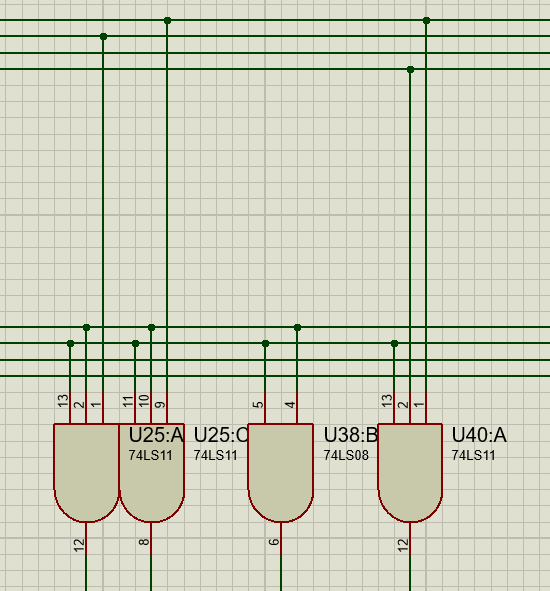 13 2 1 11 10 9 5 4 13 2 1
U25:A U25:C U38:B U40:A
74LS11 74LS11 74LS08 74LS11
12 8 6 12